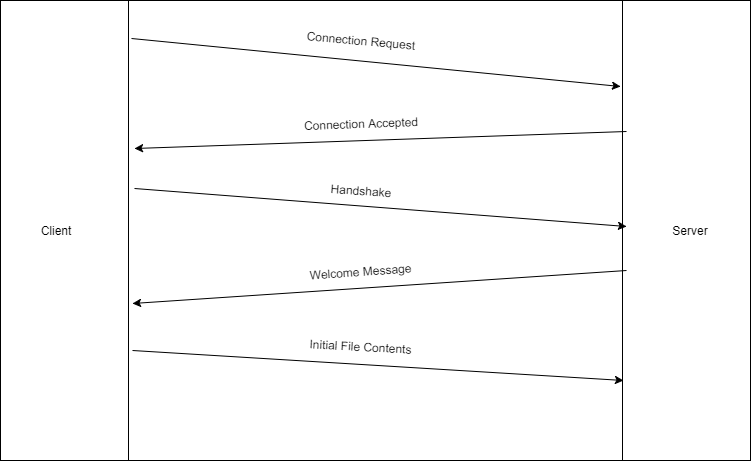 Connection Request
Connection Accepted
Handshake
Client
Server
Welcome Message
Initial File Contents